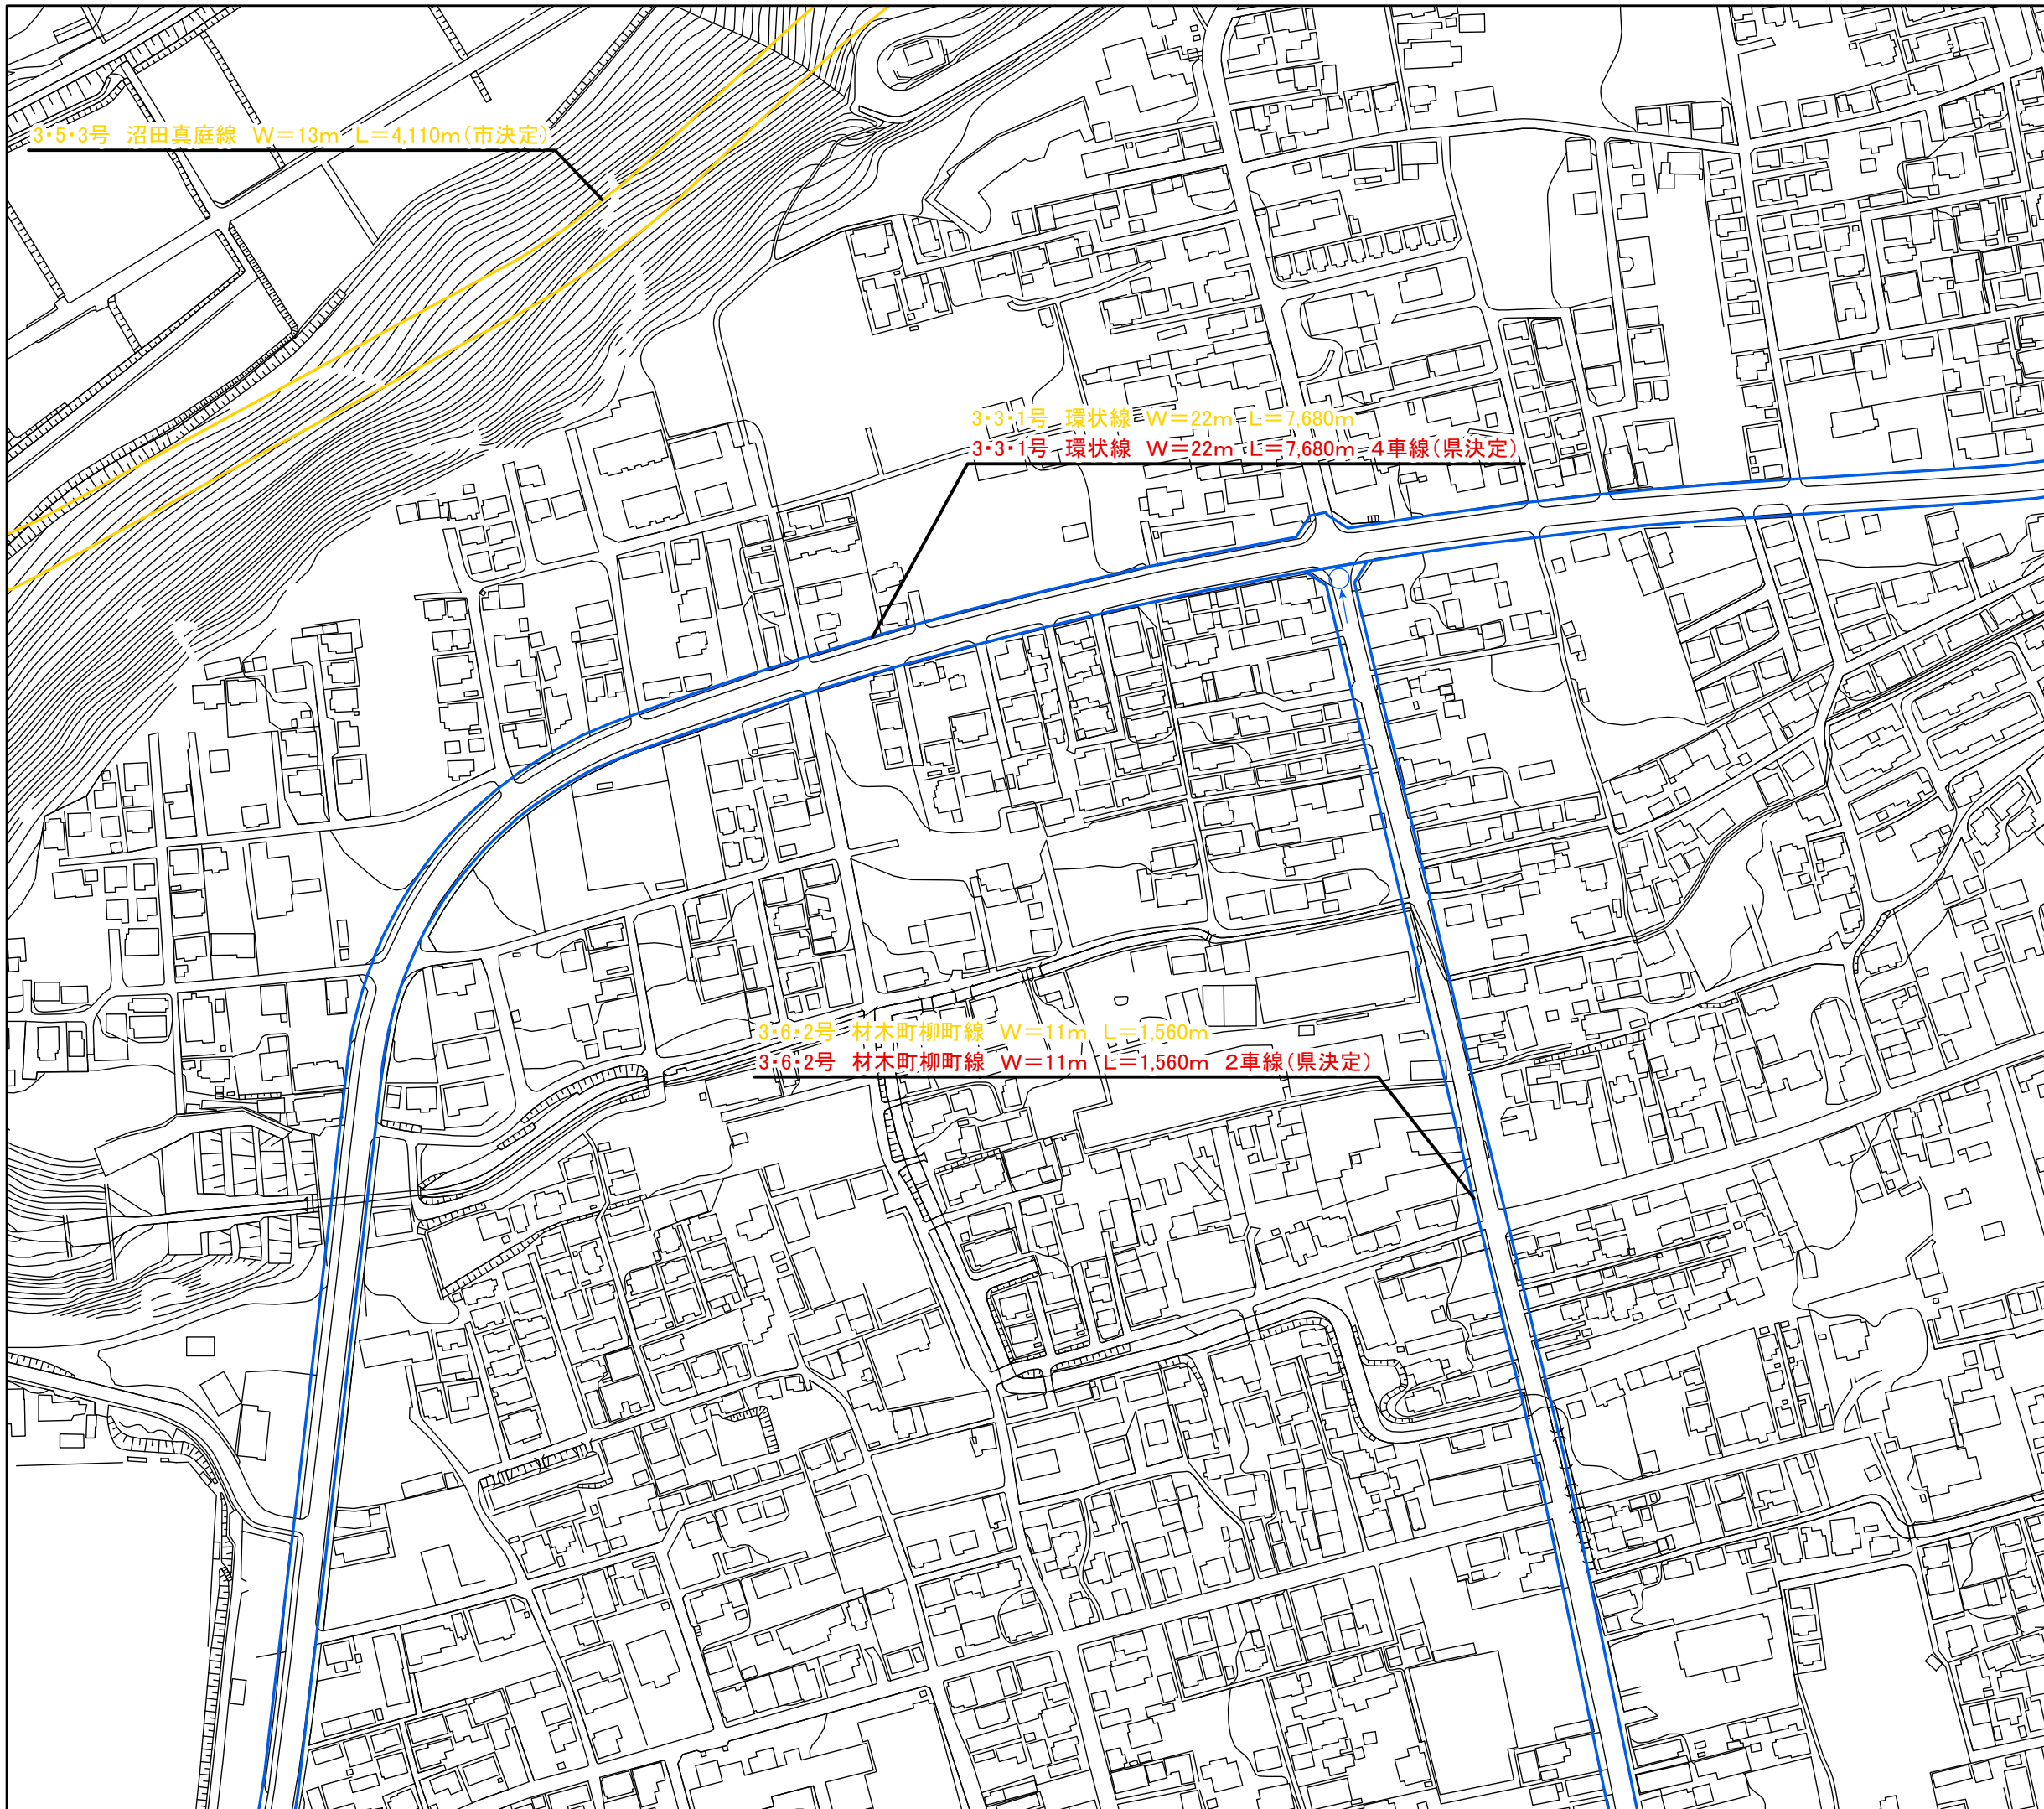 3・5・3号　沼田真庭線　W＝13m　L＝4,110m（市決定）
3・3・1号　環状線　W＝22m　L＝7,680m
3・3・1号　環状線　W＝22m　L＝7,680m　4車線（県決定）
3・6・2号　材木町柳町線　W＝11m　L＝1,560m
3・6・2号　材木町柳町線　W＝11m　L＝1,560m　2車線（県決定）